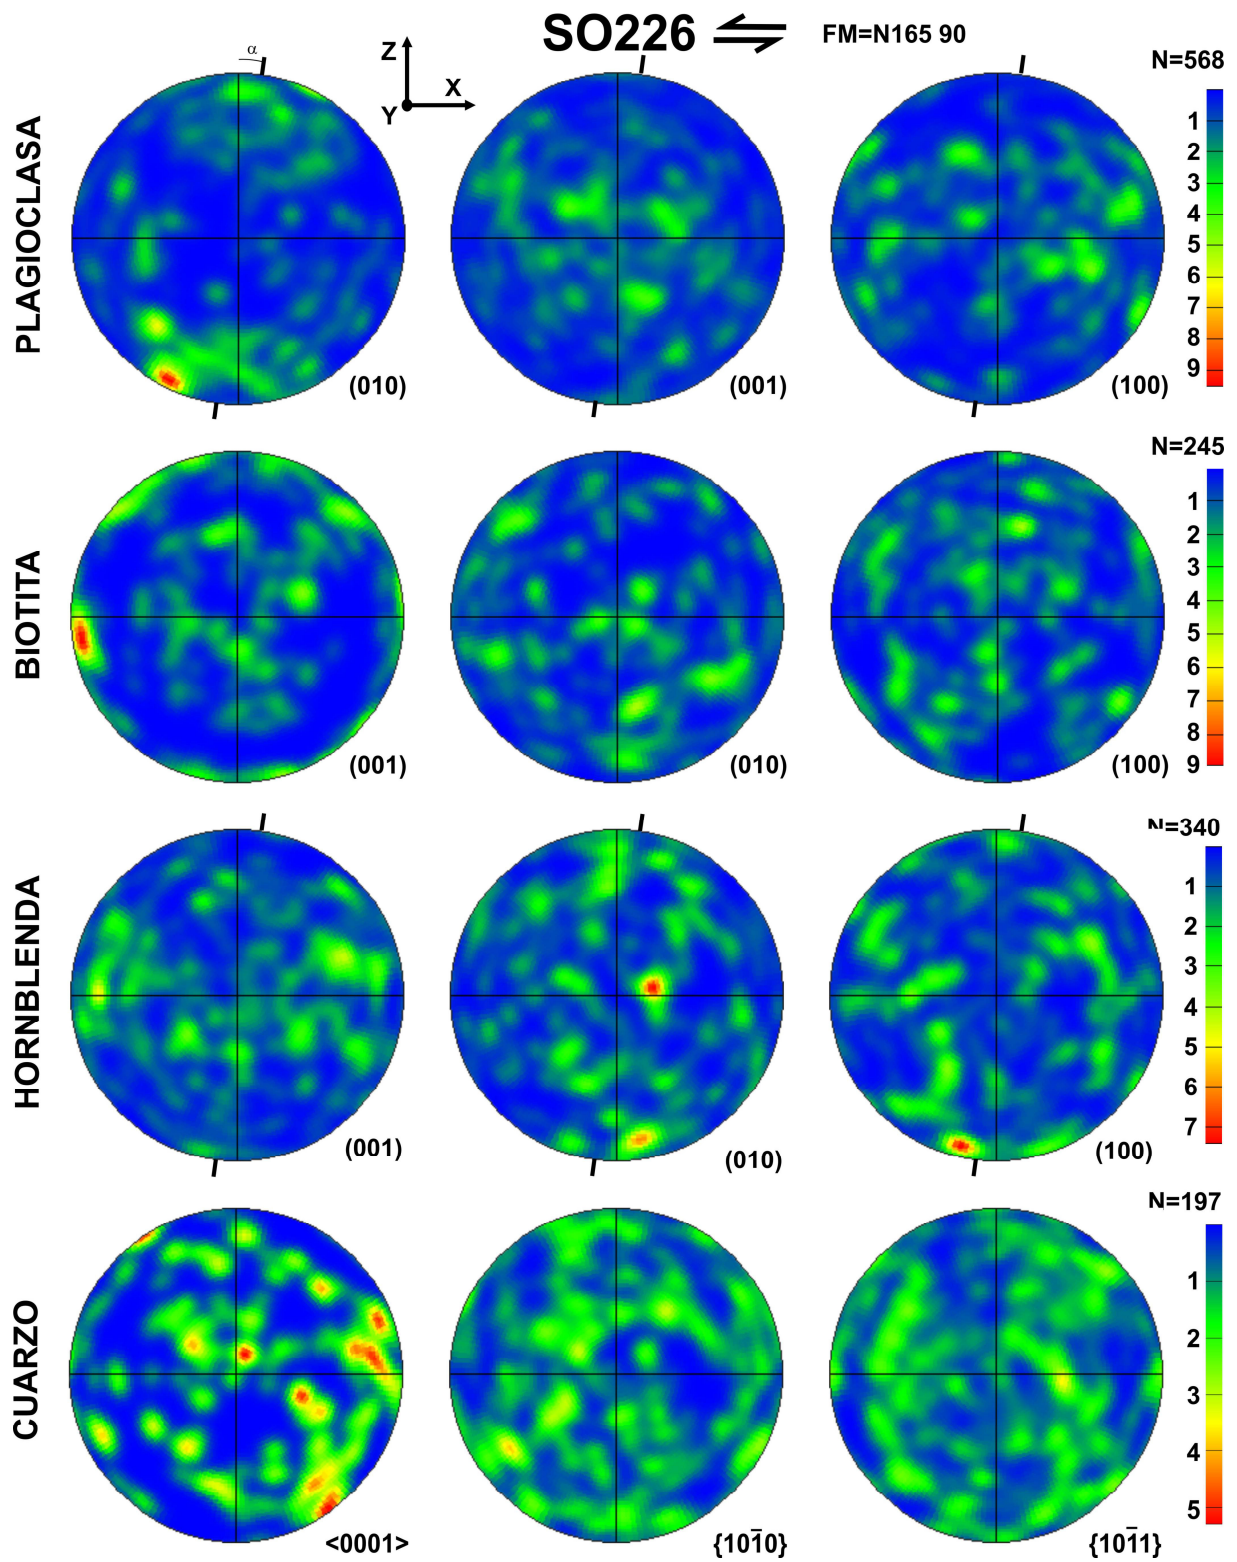 SO226 FM=N165 90
α Z X Y
N=568
PLAGIOCLASA
1
2
3
4
5
6
7
8
9
(010) (001) (100)
N=245
BIOTITA
1
2
3
4
5
6
7
8
9
(001) (010) (100)
N=340
HORNBLENDA
1
2
3
4
5
6
7
(001) (010) (100)
N=197
CUARZO
1
2
3
4
5
<0001> {101̅0} {101̅1}